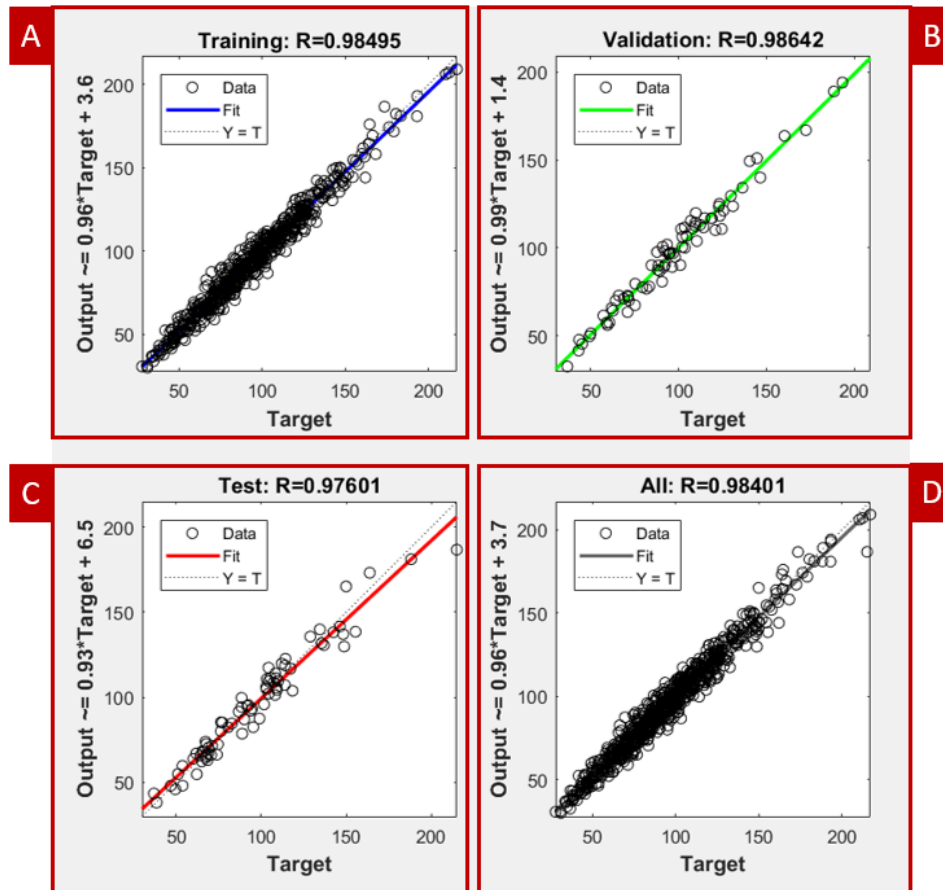 A
Training: R=0.98495
Output ~= 0.96*Target + 3.6
200
150
100
50
Data
Fit
Y = T
50
100
150
200
Target
B
Validation: R=0.98642
Output ~= 0.99*Target + 1.4
200
150
100
50
Data
Fit
Y = T
50
100
150
200
Target
C
Test: R=0.97601
Output ~= 0.93*Target + 6.5
200
150
100
50
Data
Fit
Y = T
50
100
150
200
Target
D
All: R=0.98401
Output ~= 0.96*Target + 3.7
200
150
100
50
Data
Fit
Y = T
50
100
150
200
Target